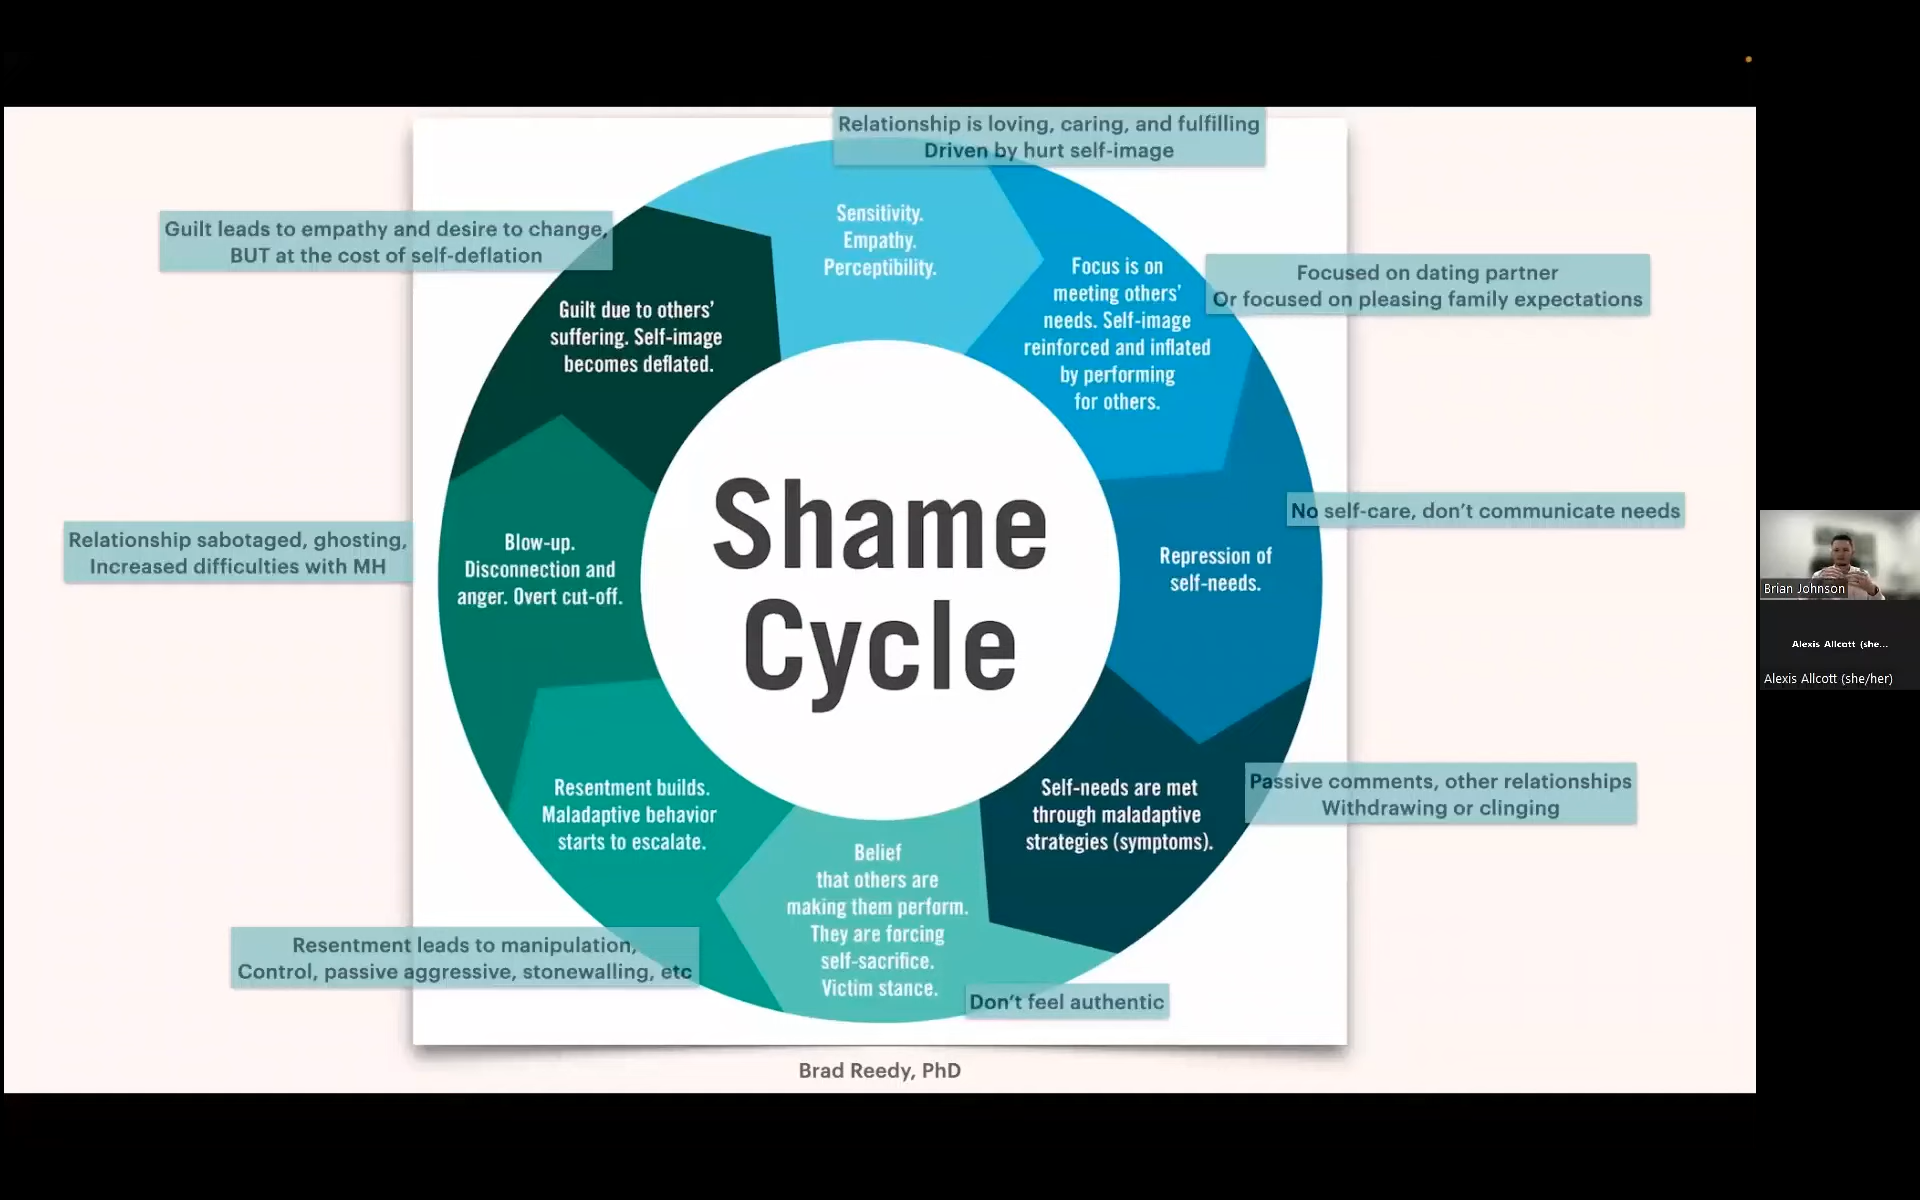 Relationship is loving, caring, and fulfilling
Driven by hurt self-image
Sensitivity.
Empathy.
Perceptibility.
Focus is on
meeting others’
needs. Self-image
reinforced and inflated
by performing
for others.
Focused on dating partner
Or focused on pleasing family expectations
Repression of
self-needs.
No self-care, don’t communicate needs
Self-needs are met
through maladaptive
strategies (symptoms).
Passive comments, other relationships
Withdrawing or clinging
Belief
that others are
making them perform.
They are forcing
self-sacrifice.
Victim stance.
Don’t feel authentic
Resentment builds.
Maladaptive behavior
starts to escalate.
Resentment leads to manipulation,
Control, passive aggressive, stonewalling, etc
Blow-up.
Disconnection and
anger. Overt cut-off.
Relationship sabotaged, ghosting,
Increased difficulties with MH
Guilt due to others’
suffering. Self-image
becomes deflated.
Guilt leads to empathy and desire to change,
BUT at the cost of self-deflation
Shame
Cycle
Brad Reedy, PhD
Brian Johnson
Alexis Allcott (she...
Alexis Allcott (she/her)